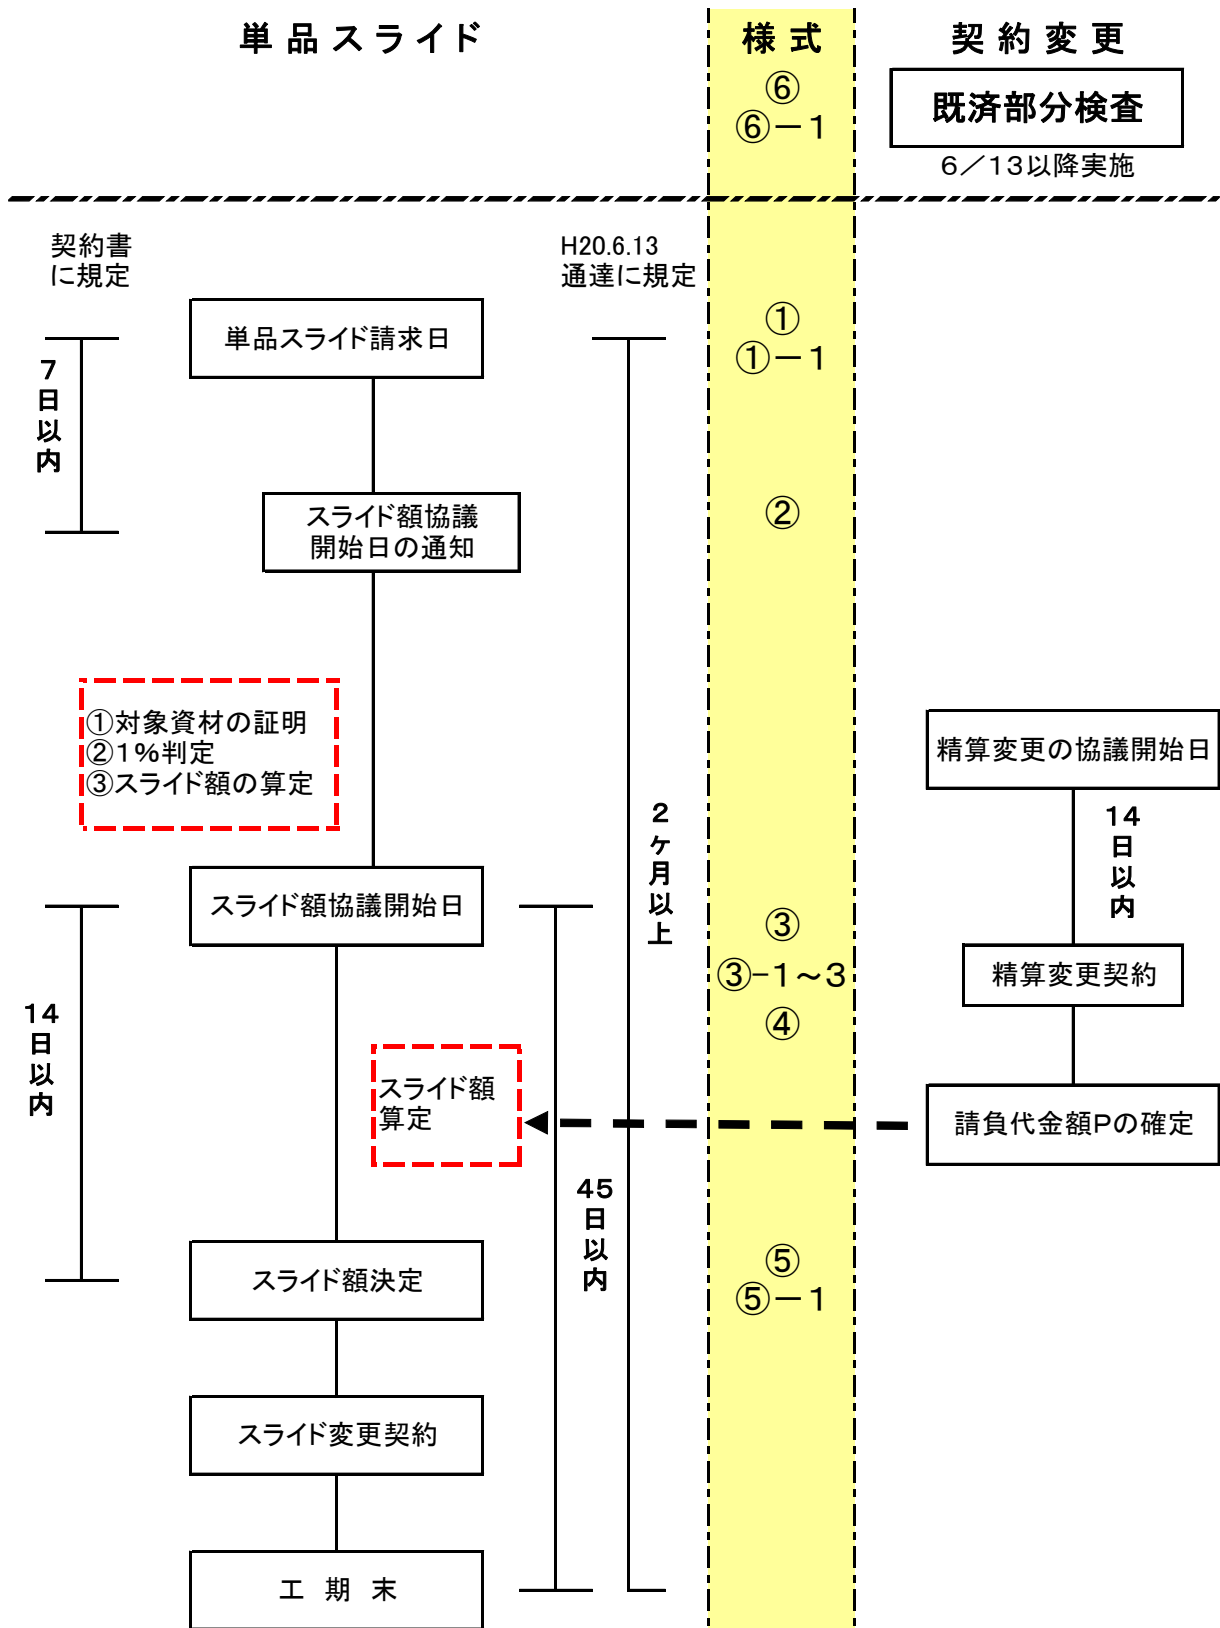 単品スライド
様式
契約変更
⑥
⑥－１
既済部分検査
６／１３以降実施
契約書
に規定
H20.6.13
通達に規定
単品スライド請求日
①
①－１
７日以内
スライド額協議
開始日の通知
②
①対象資材の証明
②１％判定
③スライド額の算定
精算変更の協議開始日
２ヶ月以上
１４日以内
スライド額協議開始日
③
③-１～３
④
精算変更契約
１４日以内
スライド額
算定
請負代金額Ｐの確定
４５日以内
スライド額決定
⑤
⑤－１
スライド変更契約
工期末